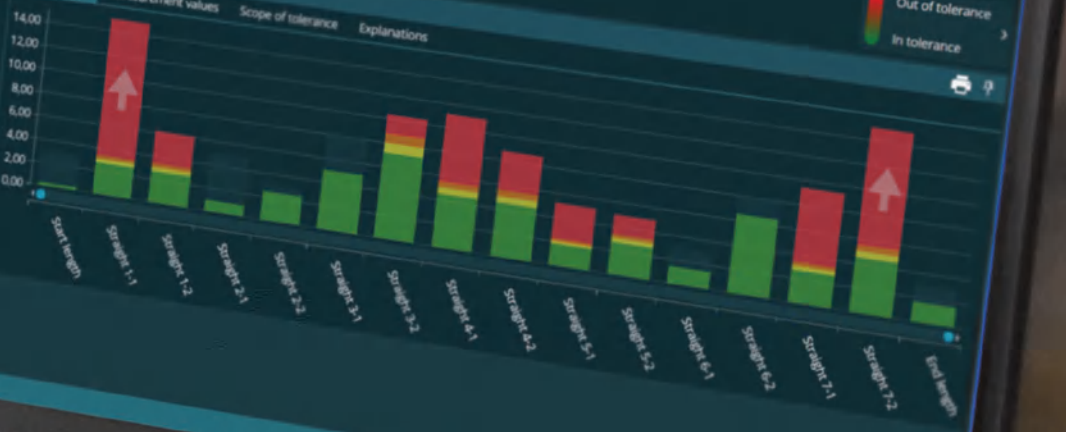 Out of tolerance
In tolerance
values
Scope of tolerance
Explanations
14,00
12,00
10,00
8,00
6,00
4,00
2,00
0,00
Start length
Straight 1-1
Straight 1-2
Straight 2-1
Straight 2-2
Straight 3-1
Straight 3-2
Straight 4-1
Straight 4-2
Straight 5-1
Straight 5-2
Straight 6-1
Straight 6-2
Straight 7-1
Straight 7-2
End length